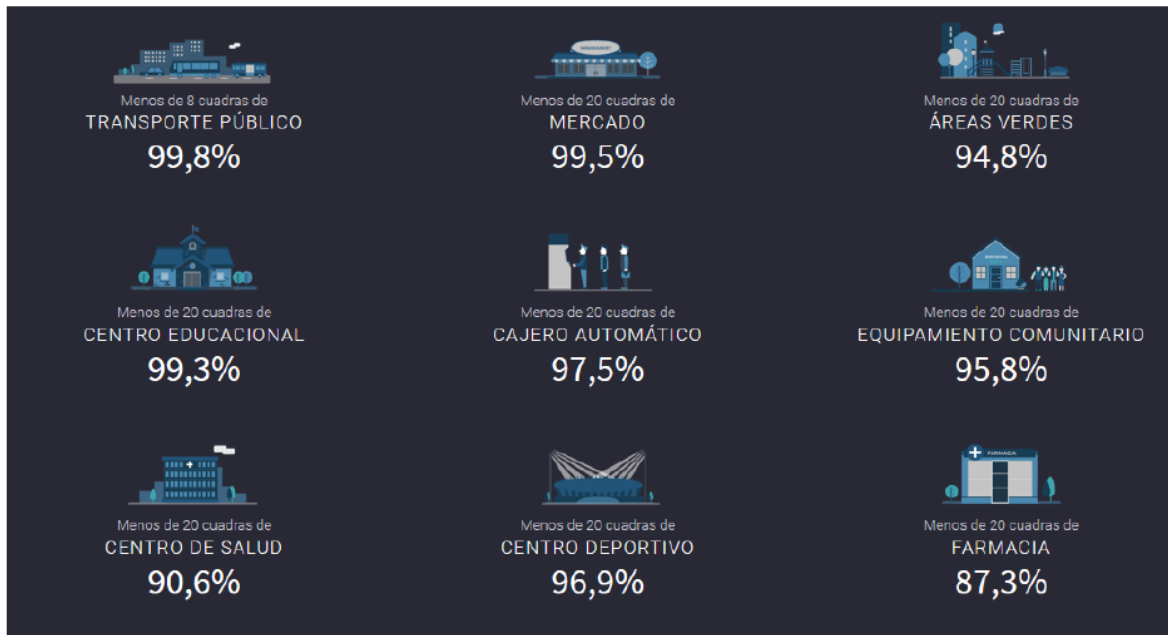 Menos de 8 cuadras de
TRANSPORTE PÚBLICO
99,8%
Menos de 20 cuadras de
MERCADO
99,5%
Menos de 20 cuadras de
ÁREAS VERDES
94,8%
Menos de 20 cuadras de
CENTRO EDUCACIONAL
99,3%
Menos de 20 cuadras de
CAJERO AUTOMÁTICO
97,5%
Menos de 20 cuadras de
EQUIPAMIENTO COMUNITARIO
95,8%
Menos de 20 cuadras de
CENTRO DE SALUD
90,6%
Menos de 20 cuadras de
CENTRO DEPORTIVO
96,9%
FARMACIA
Menos de 20 cuadras de
FARMACIA
87,3%